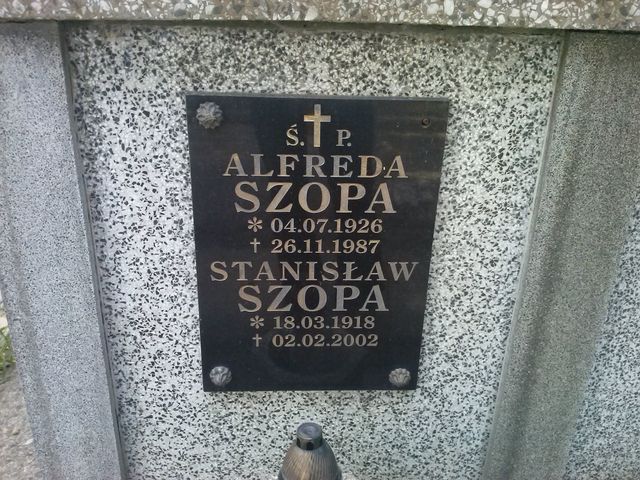 Ś. P.
ALFREDA
SZOPA
* 04.07.1926
† 26.11.1987
STANISŁAW
SZOPA
* 18.03.1918
† 02.02.2002